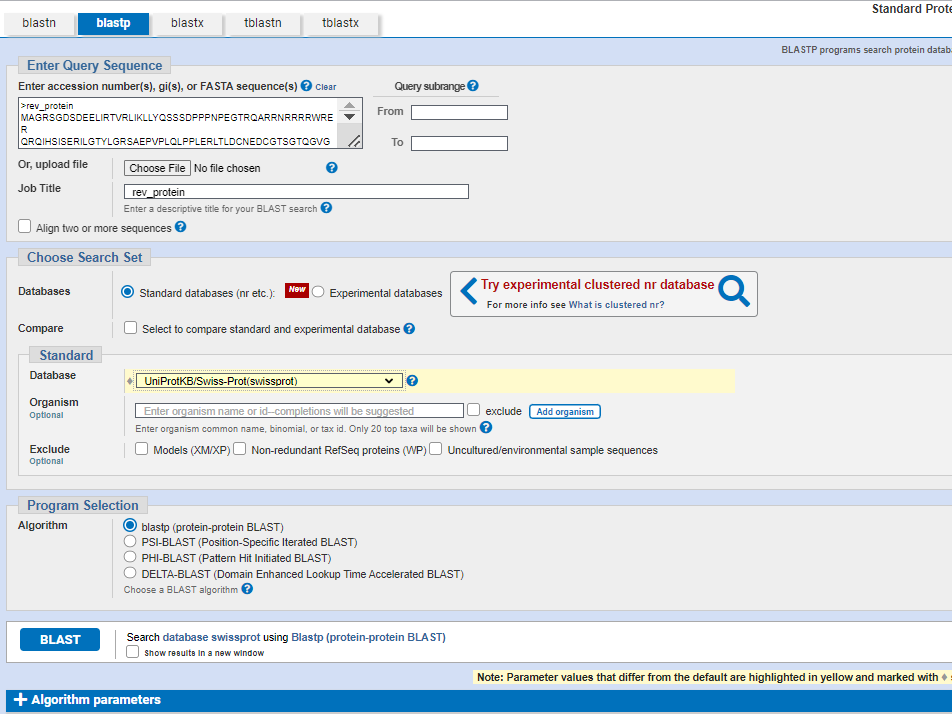 Standard Prote
blastn blastp blastx tblastn tblastx
BLASTP programs search protein databa
Enter Query Sequence
Enter accession number(s), gi(s), or FASTA sequence(s) ? Clear
Query subrange ?
>rev_protein
MAGRSGDSDEELIRTVRLIKLLYQSSSDPPPNPEGTRQARRNRRRRWRE
R
QRQIHSISERILGTYLGRSAEPVPLQLPPLERLTLDCNEDCGTSGTQGVG
From
To
Or, upload file
Choose File No file chosen ?
Job Title
rev_protein
Enter a descriptive title for your BLAST search ?
Align two or more sequences ?
Choose Search Set
Databases
Standard databases (nr etc.): New Experimental databases
Try experimental clustered nr database
For more info see What is clustered nr?
Compare
Select to compare standard and experimental database ?
Standard
Database
UniProtKB/Swiss-Prot(swissprot) ?
Organism
Optional
Enter organism name or id--completions will be suggested exclude Add organism
Enter organism common name, binomial, or tax id. Only 20 top taxa will be shown ?
Exclude
Optional
Models (XM/XP) Non-redundant RefSeq proteins (WP) Uncultured/environmental sample sequences
Program Selection
Algorithm
blastp (protein-protein BLAST)
PSI-BLAST (Position-Specific Iterated BLAST)
PHI-BLAST (Pattern Hit Initiated BLAST)
DELTA-BLAST (Domain Enhanced Lookup Time Accelerated BLAST)
Choose a BLAST algorithm ?
BLAST
Search database swissprot using Blastp (protein-protein BLAST)
Show results in a new window
Note: Parameter values that differ from the default are highlighted in yellow and marked with ♦ s
+ Algorithm parameters